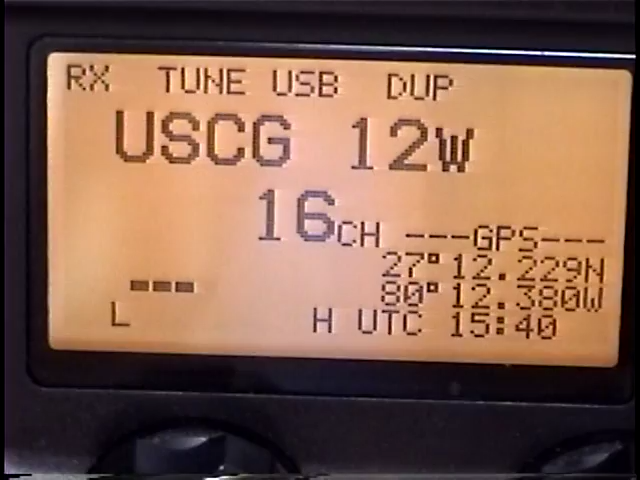 RX TUNE USB DUP
USCG 12W
16CH ---GPS---
27°12.229N
80°12.380W
L H UTC 15:40